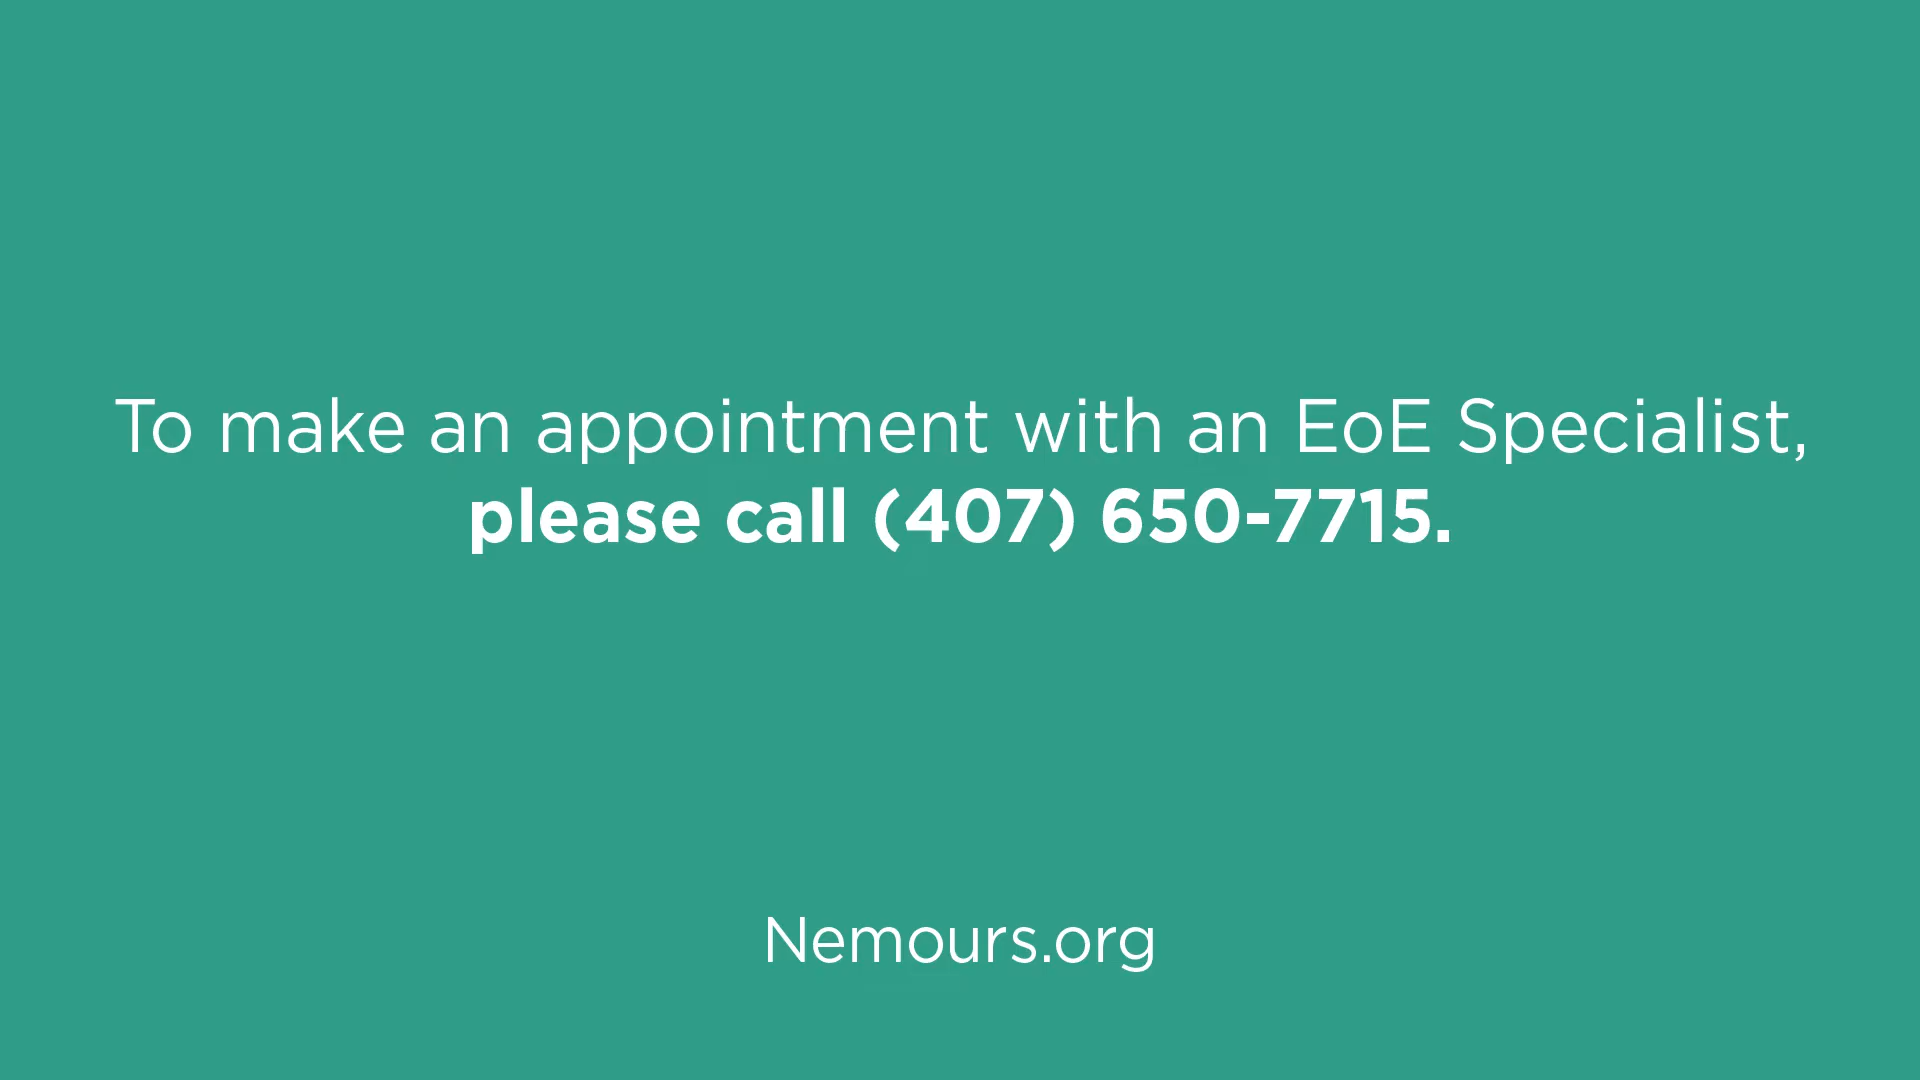 To make an appointment with an EoE Specialist,
please call (407) 650-7715.
Nemours.org